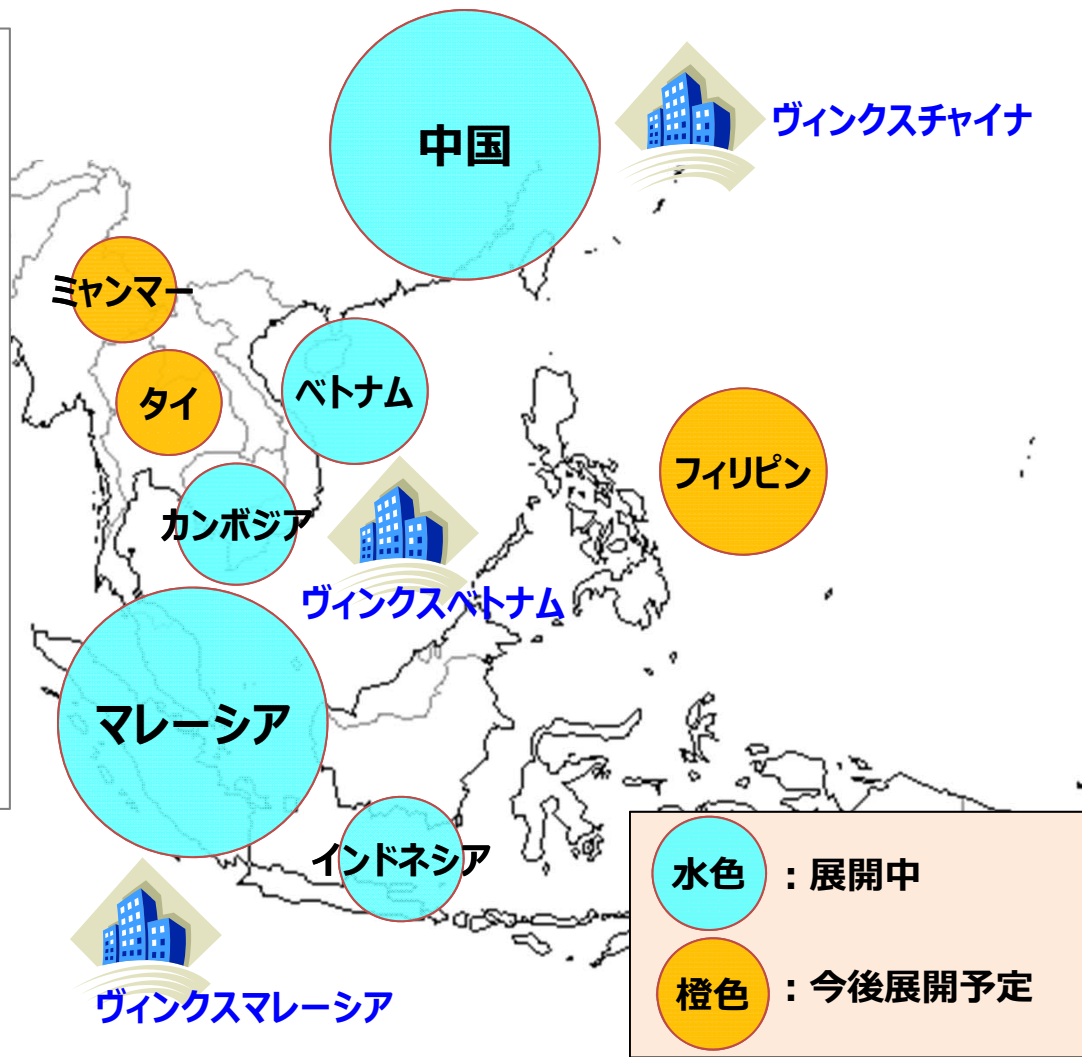 中国
ヴィンクスチャイナ
ミャンマー
タイ
ベトナム
フィリピン
カンボジア
ヴィンクスベトナム
マレーシア
インドネシア
ヴィンクスマレーシア
水色 : 展開中
橙色 : 今後展開予定